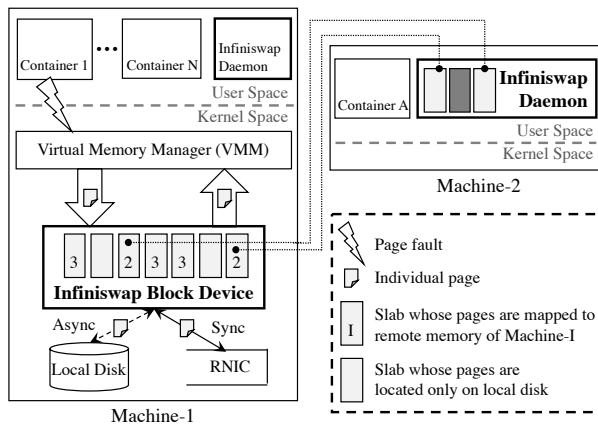 Container 1
•••
Container N
Infiniswap
Daemon
User Space
Kernel Space
Virtual Memory Manager (VMM)
3
2
3
3
2
Infiniswap Block Device
Async
Sync
Local Disk
RNIC
Machine-1
Container A
Infiniswap
Daemon
User Space
Kernel Space
Machine-2
Page fault
Individual page
I
Slab whose pages are mapped to
remote memory of Machine-I
Slab whose pages are
located only on local disk